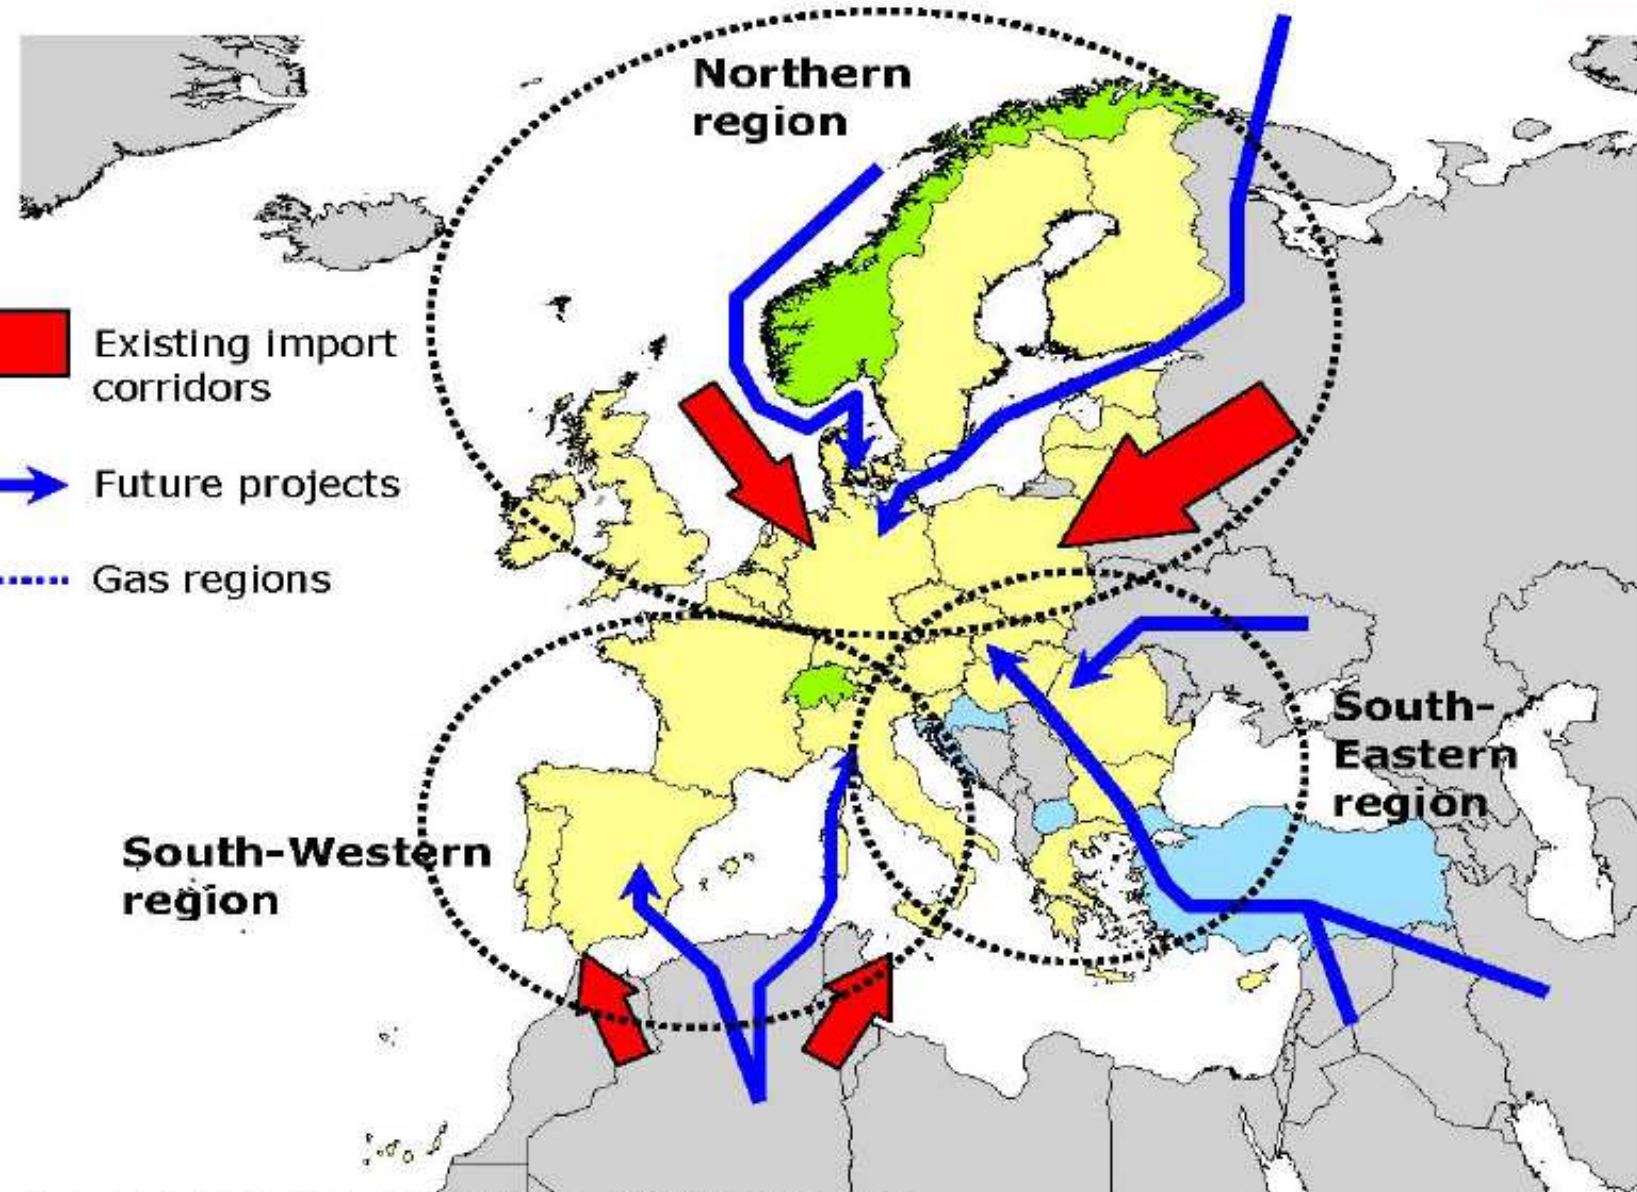 Northern
region
Existing import
corridors
Future projects
Gas regions
South-
Eastern
region
South-Western
region